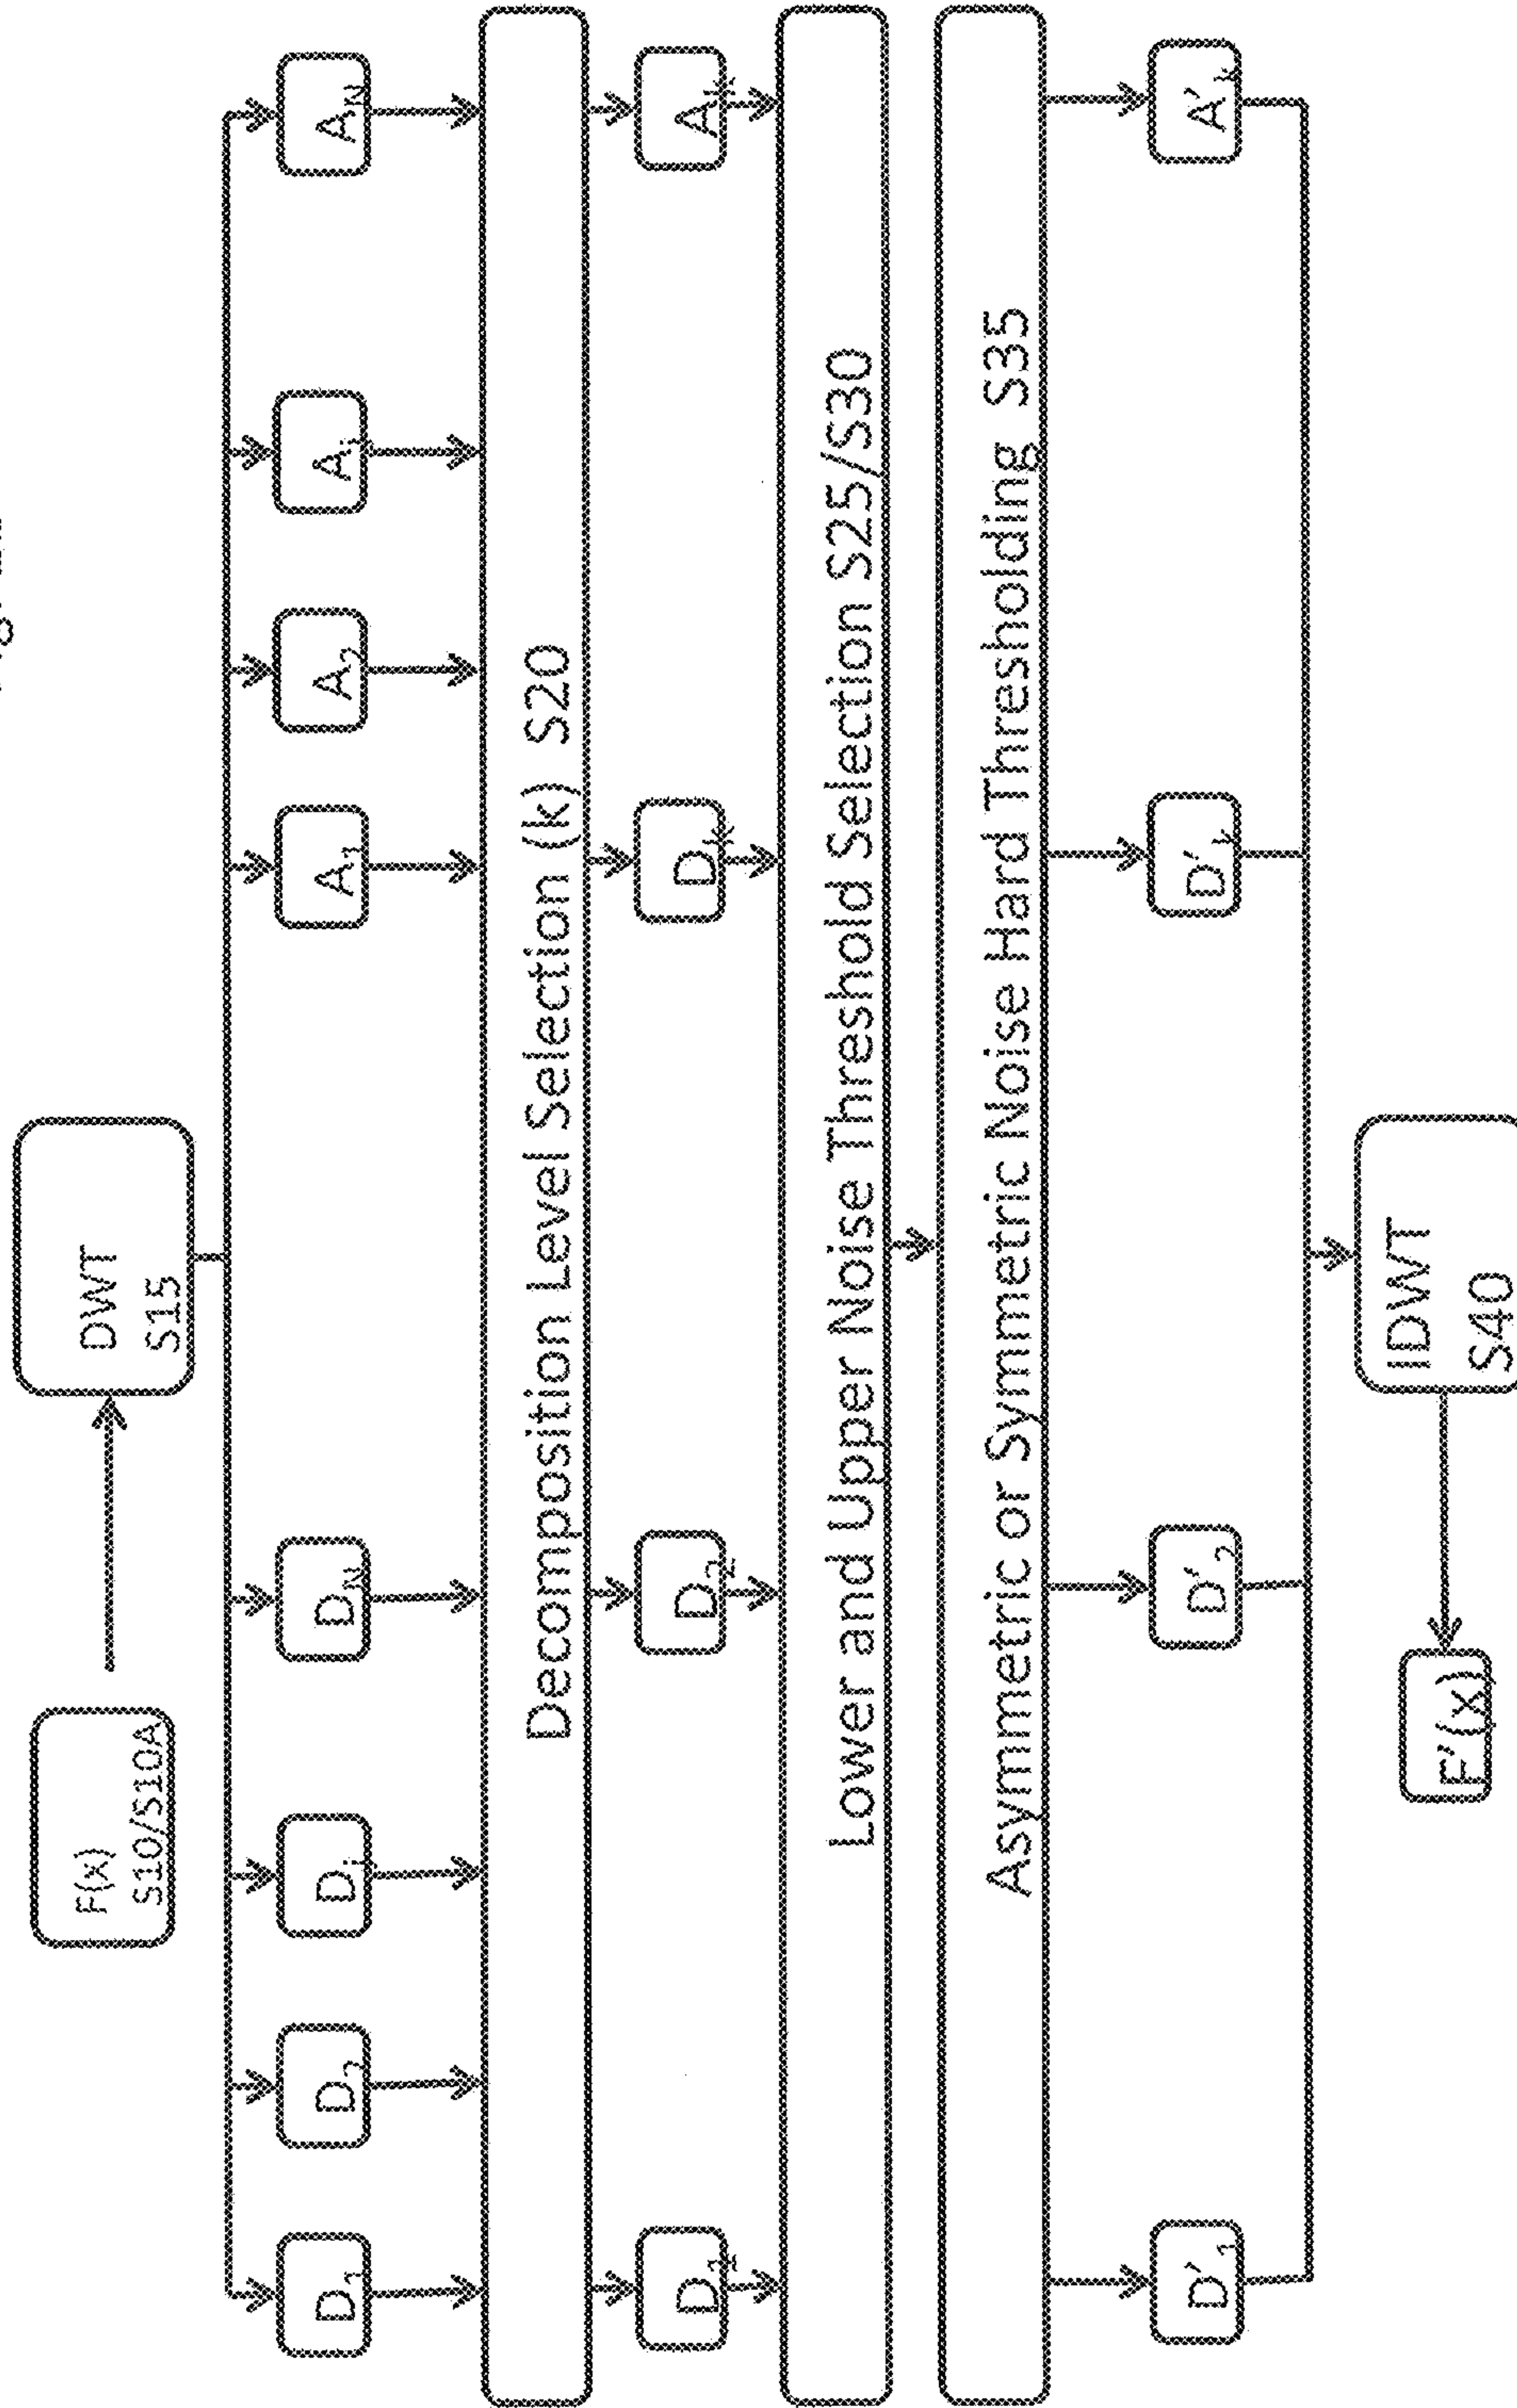 F(x)
S10/S10A
DWT
S15
D1
D2
Di
DN
A1
A2
Ai
AN
Decomposition Level Selection (k) S20
D1
D2
Dk
Ak
Lower and Upper Noise Threshold Selection S25/S30
Asymmetric or Symmetric Noise Hard Thresholding S35
D'1
D'2
D'k
A'k
IDWT
S40
F'(x)